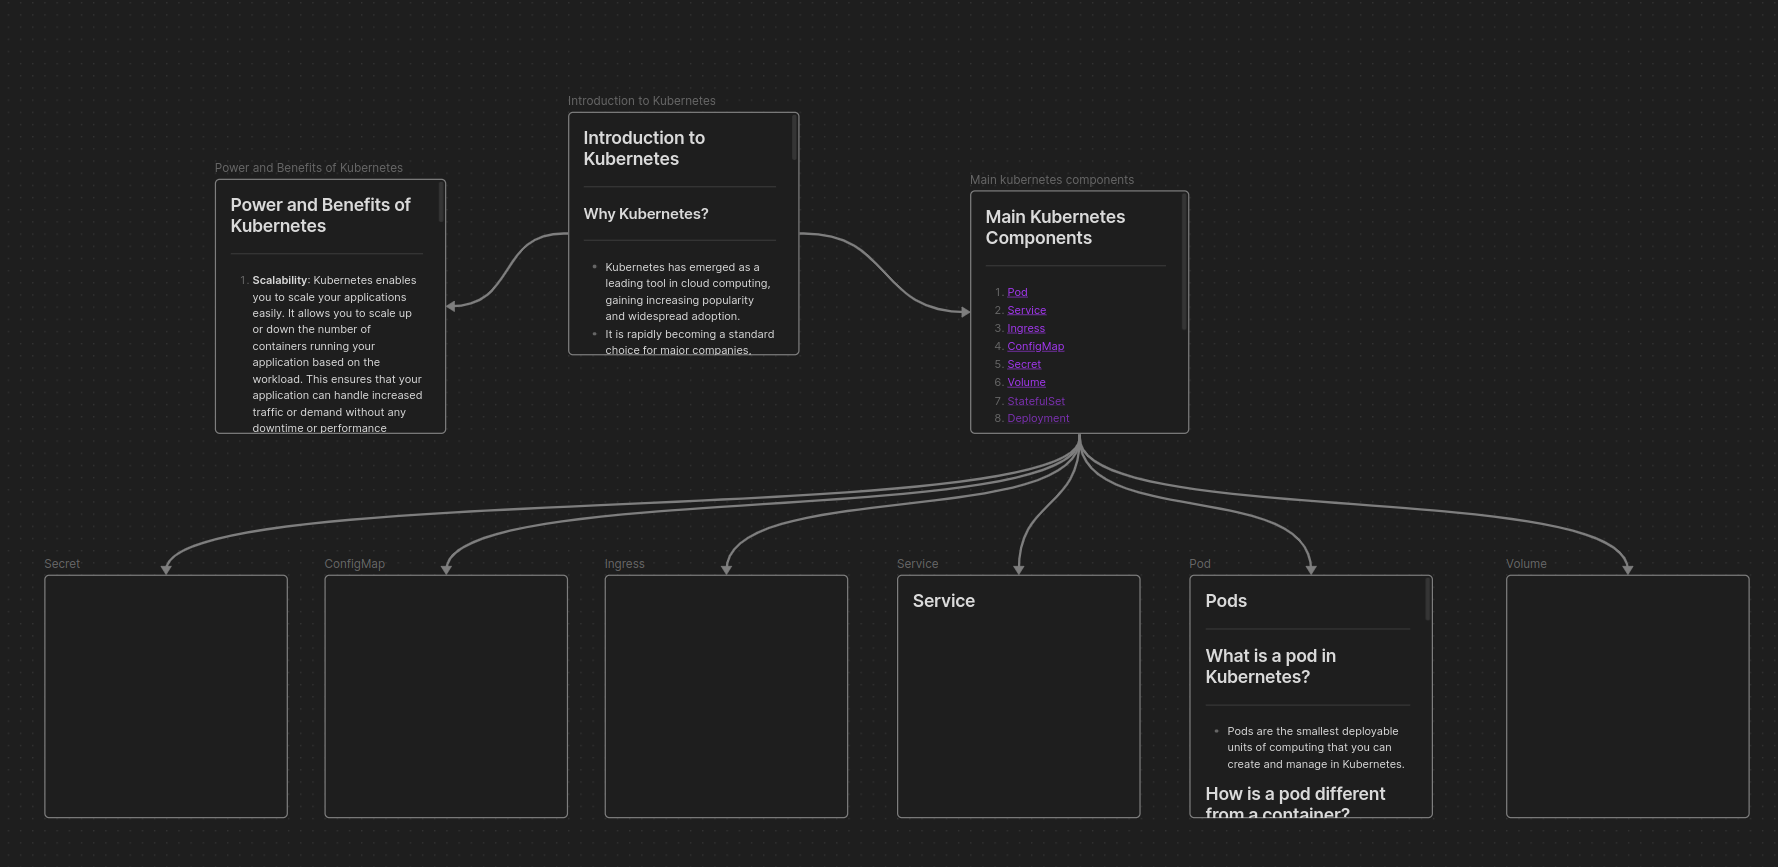 Introduction to Kubernetes
Introduction to
Kubernetes
Why Kubernetes?
• Kubernetes has emerged as a
leading tool in cloud computing,
gaining increasing popularity
and widespread adoption.
• It is rapidly becoming a standard
choice for major companies,
Power and Benefits of Kubernetes
Power and Benefits of
Kubernetes
1. Scalability: Kubernetes enables
you to scale your applications
easily. It allows you to scale up
or down the number of
containers running your
application based on the
workload. This ensures that your
application can handle increased
traffic or demand without any
downtime or performance
Main kubernetes components
Main Kubernetes
Components
1. Pod
2. Service
3. Ingress
4. ConfigMap
5. Secret
6. Volume
7. StatefulSet
8. Deployment
Secret
ConfigMap
Ingress
Service
Service
Pod
Pods
What is a pod in
Kubernetes?
• Pods are the smallest deployable
units of computing that you can
create and manage in Kubernetes.
How is a pod different
from a container?
Volume